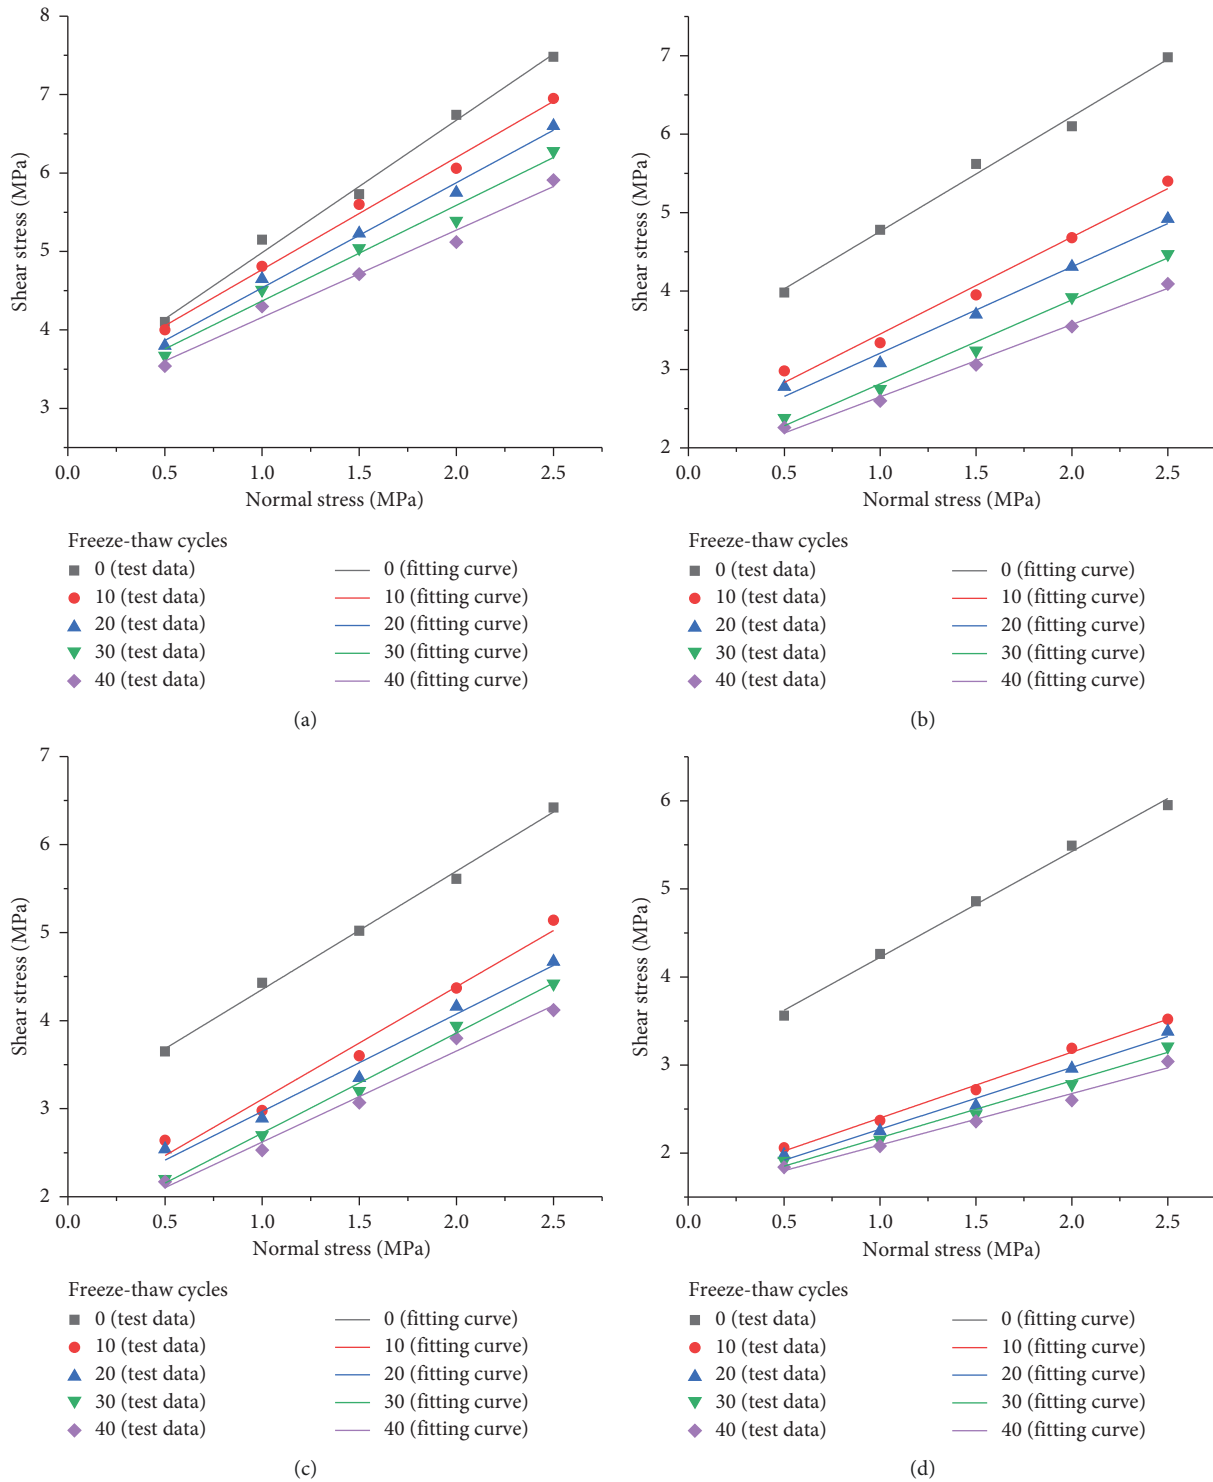 8
7
6
5
4
3
Shear stress (MPa)
0.0 0.5 1.0 1.5 2.0 2.5
Normal stress (MPa)
Freeze-thaw cycles
0 (test data) 0 (fitting curve)
10 (test data) 10 (fitting curve)
20 (test data) 20 (fitting curve)
30 (test data) 30 (fitting curve)
40 (test data) 40 (fitting curve)
(a)
7
6
5
4
3
2
Shear stress (MPa)
0.0 0.5 1.0 1.5 2.0 2.5
Normal stress (MPa)
Freeze-thaw cycles
0 (test data) 0 (fitting curve)
10 (test data) 10 (fitting curve)
20 (test data) 20 (fitting curve)
30 (test data) 30 (fitting curve)
40 (test data) 40 (fitting curve)
(b)
7
6
5
4
3
2
Shear stress (MPa)
0.0 0.5 1.0 1.5 2.0 2.5
Normal stress (MPa)
Freeze-thaw cycles
0 (test data) 0 (fitting curve)
10 (test data) 10 (fitting curve)
20 (test data) 20 (fitting curve)
30 (test data) 30 (fitting curve)
40 (test data) 40 (fitting curve)
(c)
6
5
4
3
2
Shear stress (MPa)
0.0 0.5 1.0 1.5 2.0 2.5
Normal stress (MPa)
Freeze-thaw cycles
0 (test data) 0 (fitting curve)
10 (test data) 10 (fitting curve)
20 (test data) 20 (fitting curve)
30 (test data) 30 (fitting curve)
40 (test data) 40 (fitting curve)
(d)